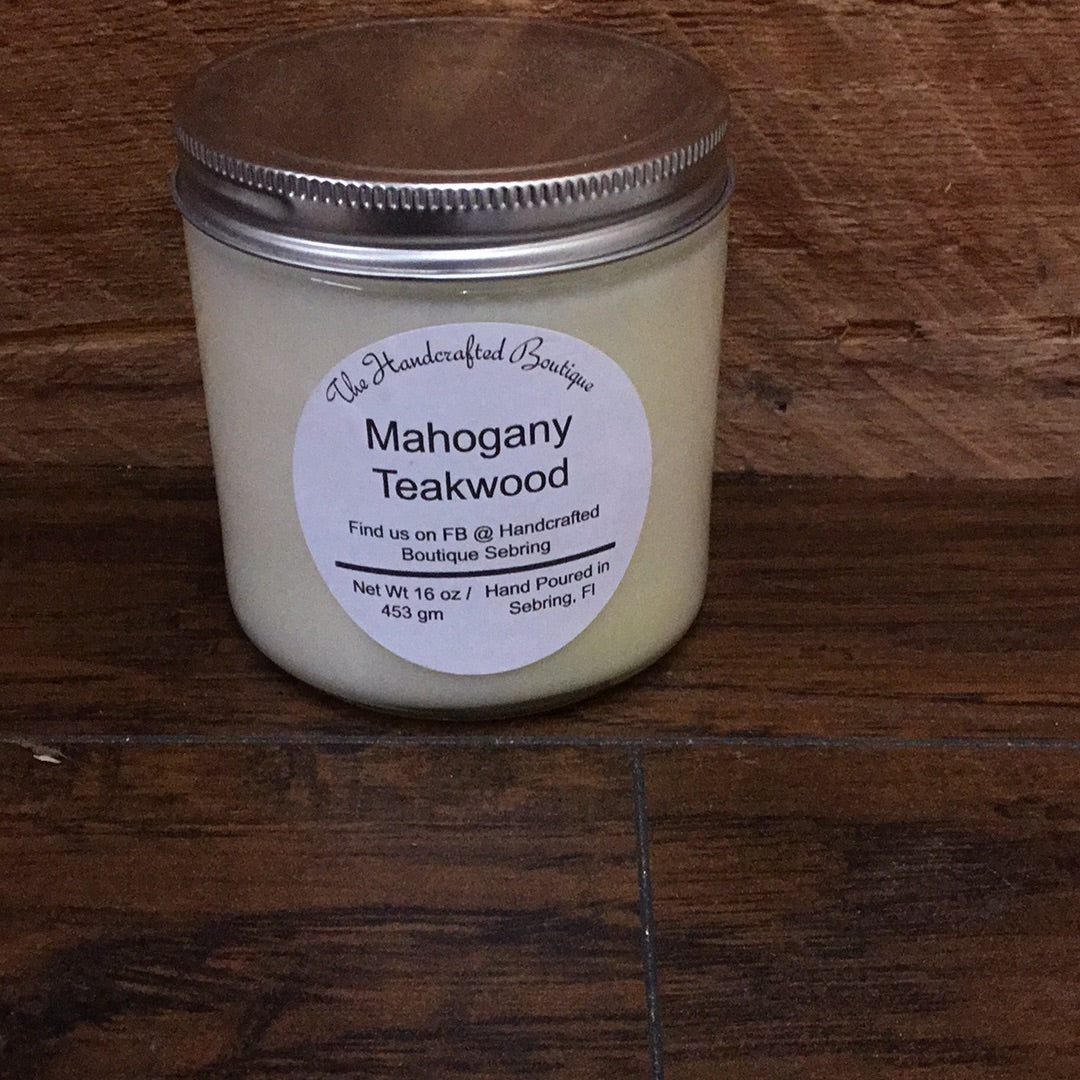 The Handcrafted Boutique
Mahogany
Teakwood
Find us on FB @ Handcrafted
Boutique Sebring
Net Wt 16 oz /
453 gm
Hand Poured in
Sebring, Fl